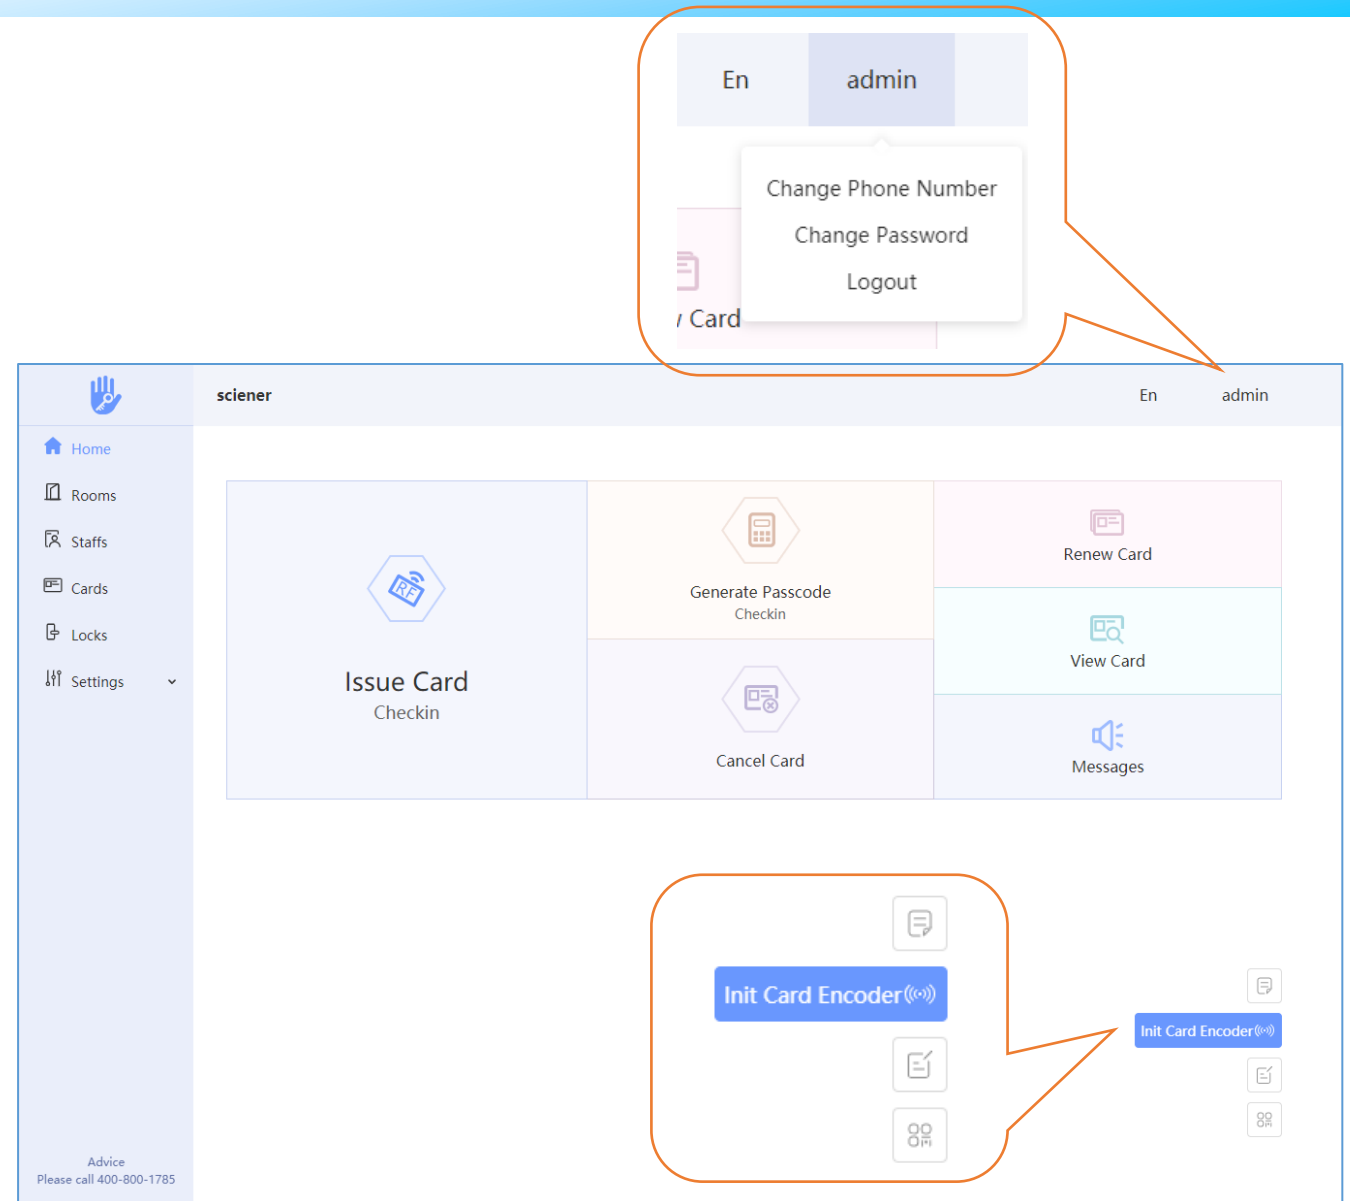 En
admin
Change Phone Number
Change Password
Logout
Card
sciener
En
admin
Home
Rooms
Staffs
Cards
Locks
Settings
Issue Card
Checkin
Generate Passcode
Checkin
Cancel Card
Renew Card
View Card
Messages
Init Card Encoder
Init Card Encoder
Advice
Please call 400-800-1785